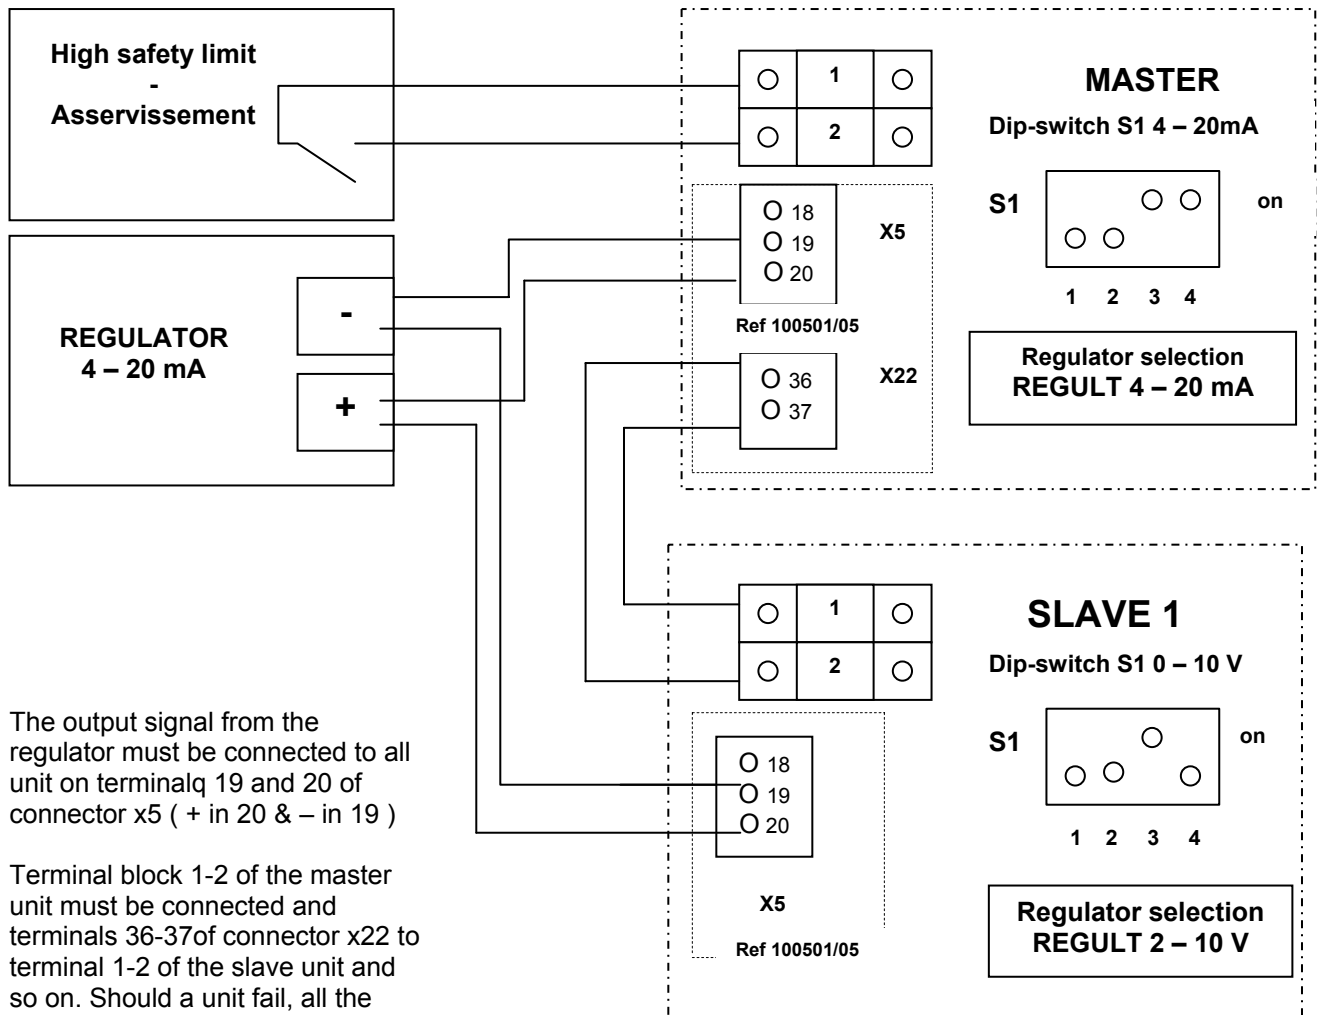 High safety limit
-
Asservissement
REGULATOR
4 – 20 mA
-
+
1
2
MASTER
Dip-switch S1 4 – 20mA
S1
on
1 2 3 4
Regulator selection
REGULT 4 – 20 mA
O 18
O 19
O 20
X5
Ref 100501/05
O 36
O 37
X22
1
2
SLAVE 1
Dip-switch S1 0 – 10 V
S1
on
1 2 3 4
Regulator selection
REGULT 2 – 10 V
O 18
O 19
O 20
X5
Ref 100501/05
The output signal from the
regulator must be connected to all
unit on terminalq 19 and 20 of
connector x5 ( + in 20 & – in 19 )
Terminal block 1-2 of the master
unit must be connected and
terminals 36-37of connector x22 to
terminal 1-2 of the slave unit and
so on. Should a unit fail, all the